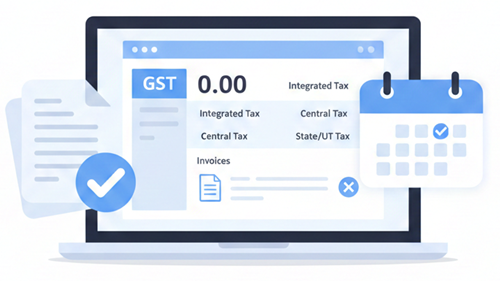 GST 0.00 Integrated Tax
Integrated Tax Central Tax
Central Tax State/UT Tax
Invoices